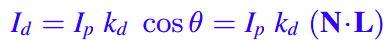 I_d = I_p k_d cos θ = I_p k_d (N·L)